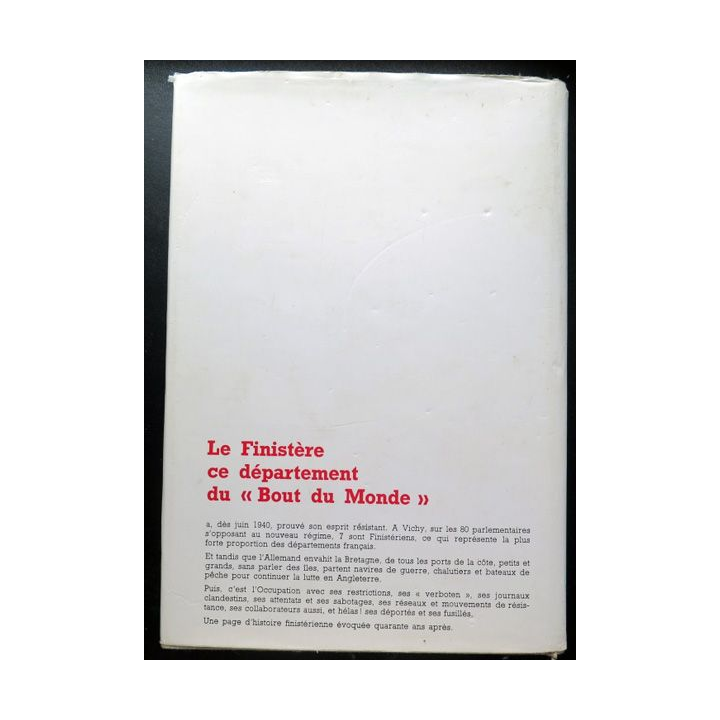 Le Finistère
ce département
du « Bout du Monde »
a, dès juin 1940, prouvé son esprit résistant. A Vichy, sur les 80 parlementaires
s'opposant au nouveau régime, 7 sont Finistériens, ce qui représente la plus
forte proportion des départements français.
Et tandis que l'Allemand envahit la Bretagne, de tous les ports de la côte, petits et
grands, sans parler des îles, partent navires de guerre, chalutiers et bateaux de
pêche pour continuer la lutte en Angleterre.
Puis, c'est l'Occupation avec ses restrictions, ses « verboten », ses journaux
clandestins, ses attentats et ses sabotages, ses réseaux et mouvements de résis-
tance, ses collaborateurs aussi, et hélas! ses déportés et ses fusillés.
Une page d'histoire finistérienne évoquée quarante ans après.